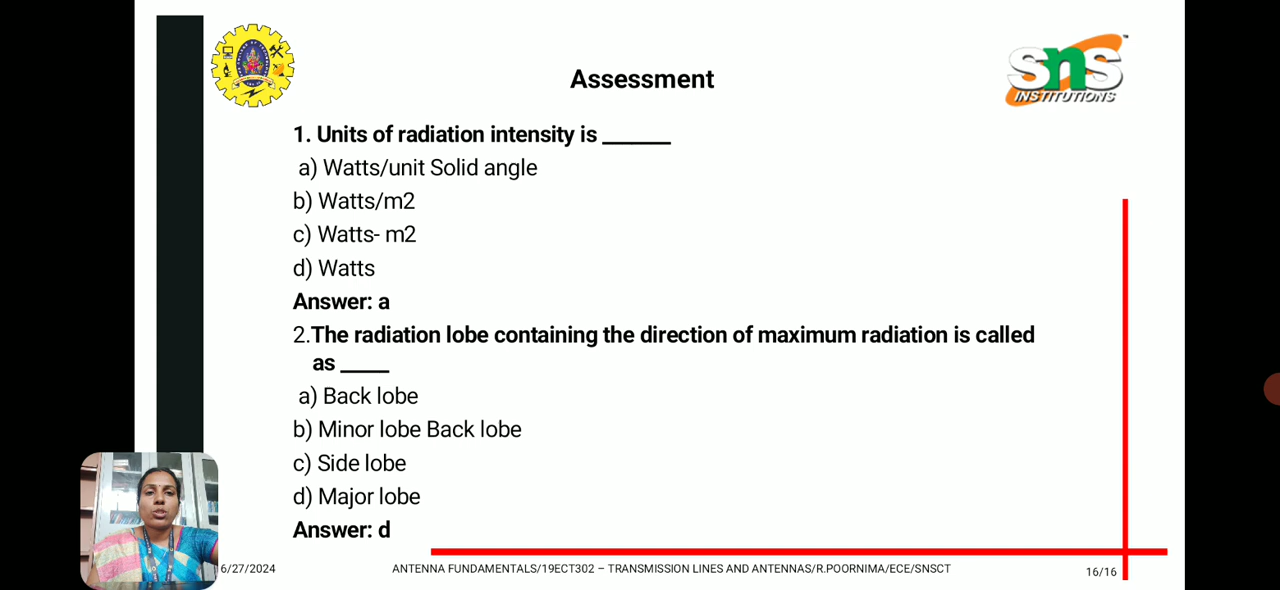 SNS
INSTITUTIONS
Assessment
1. Units of radiation intensity is ______
a) Watts/unit Solid angle
b) Watts/m2
c) Watts- m2
d) Watts
Answer: a
2.The radiation lobe containing the direction of maximum radiation is called
as _____
a) Back lobe
b) Minor lobe Back lobe
c) Side lobe
d) Major lobe
Answer: d
6/27/2024
ANTENNA FUNDAMENTALS/19ECT302 – TRANSMISSION LINES AND ANTENNAS/R.POORNIMA/ECE/SNSCT
16/16